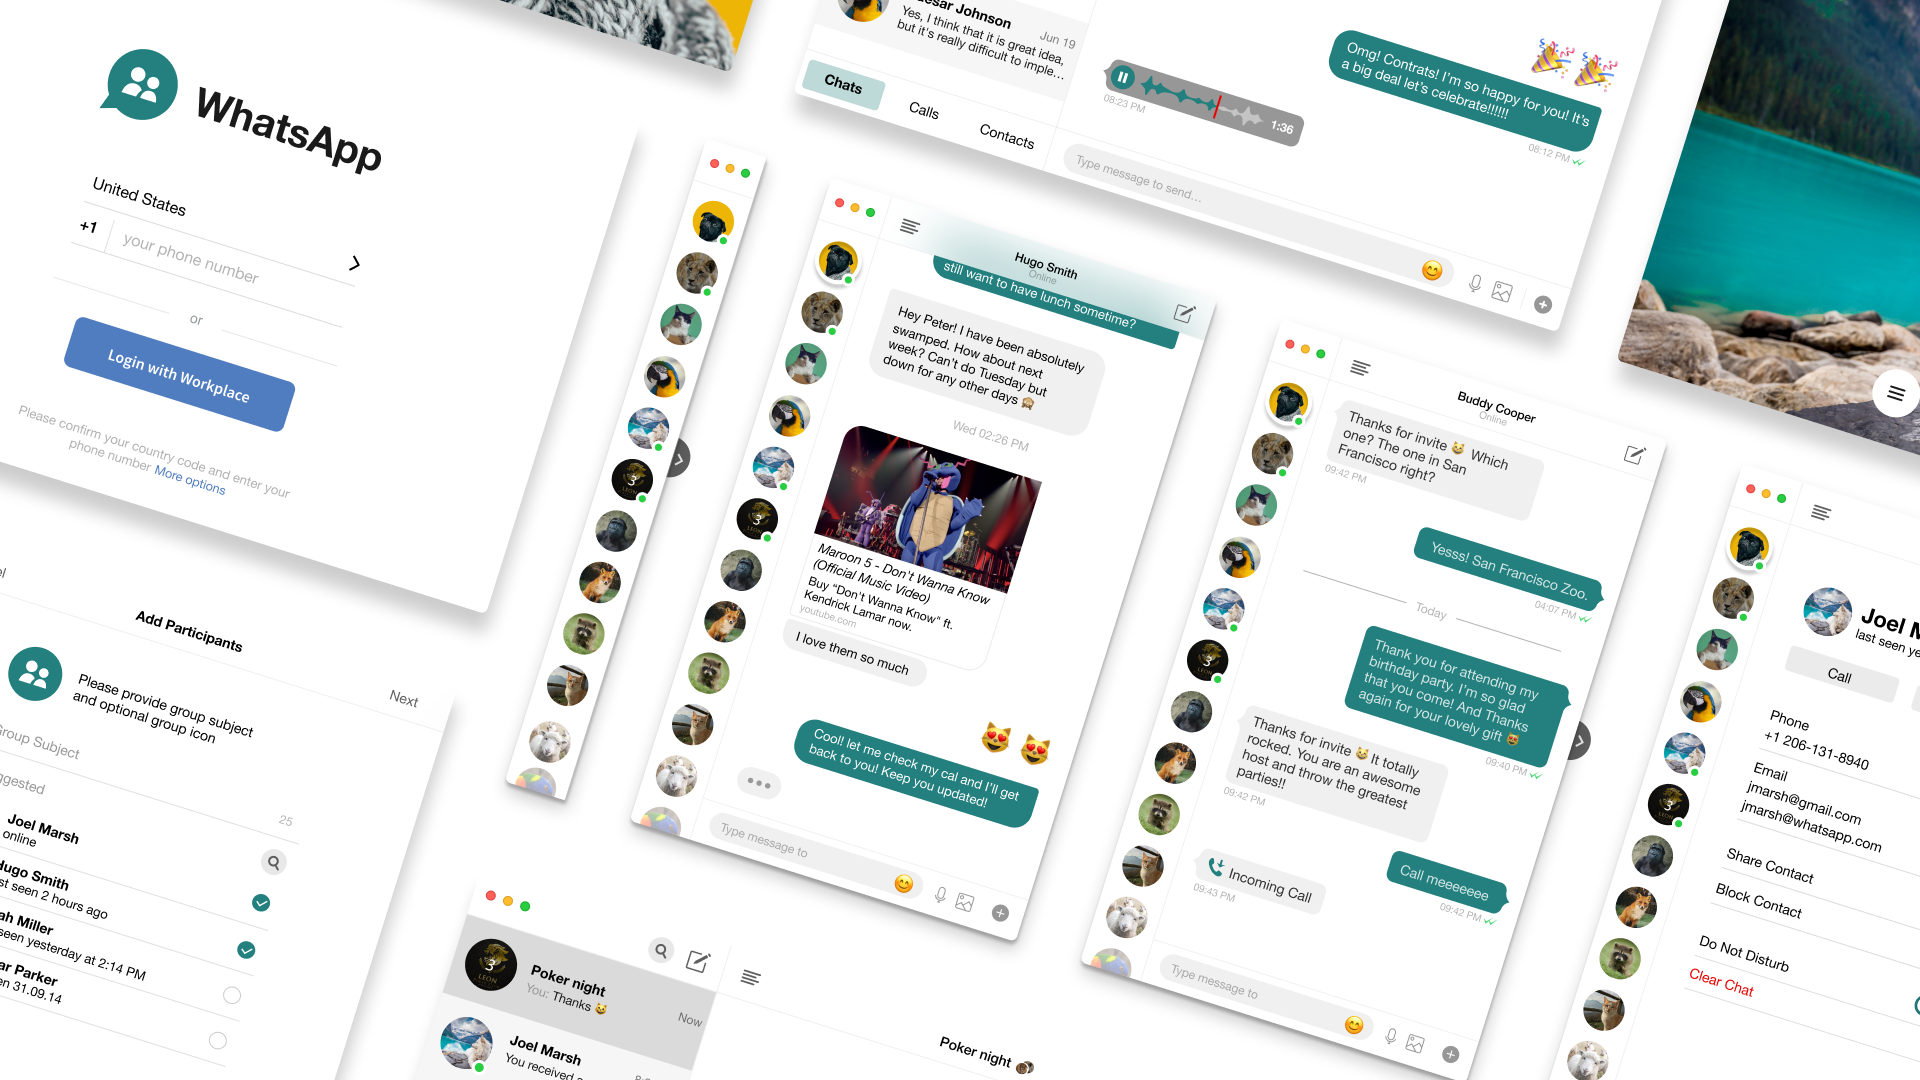 WhatsApp
United States
+1
your phone number
or
Login with Workplace
Please confirm your country code and enter your
phone number More options
Add Participants
Next
Please provide group subject
and optional group icon
Group Subject
25
Joel Marsh
online
Hugo Smith
last seen 2 hours ago
Miller
seen yesterday at 2:14 PM
Parker
31.09.14
Johnson
Jun 19
Yes, I think that it is great idea,
but it's really difficult to imple...
Chats
Calls
Contacts
1:36
08:23 PM
Omg! Contrats! I'm so happy for you! It's
a big deal let's celebrate!!!!!!
08:12 PM
Type message to send...
3
Hugo Smith
Online
still want to have lunch sometime?
Hey Peter! I have been absolutely
swamped. How about next
week? Can't do Tuesday but
down for any other days 🙈
Wed 02:26 PM
Maroon 5 - Don't Wanna Know
(Official Music Video)
Buy "Don't Wanna Know" ft.
Kendrick Lamar now.
youtube.com
I love them so much
Cool! let me check my cal and I'll get
back to you! Keep you updated!
Type message to
3
Buddy Cooper
Online
Thanks for invite 😸 Which
one? The one in San
Francisco right?
09:42 PM
Yesss! San Francisco Zoo.
04:07 PM
Today
Thank you for attending my
birthday party. I'm so glad
that you come! And Thanks
again for your lovely gift 😻
09:40 PM
Thanks for invite 😸 It totally
rocked. You are an awesome
host and throw the greatest
parties!!
09:42 PM
Call meeeeeee
09:42 PM
Incoming Call
09:43 PM
Type message to
3
Joel
last seen
Call
Phone
+1 206-131-8940
Email
jmarsh@gmail.com
jmarsh@whatsapp.com
Share Contact
Block Contact
Do Not Disturb
Clear Chat
3
3
LEON
Poker night
You: Thanks 😸
Now
Joel Marsh
You received
Poker night